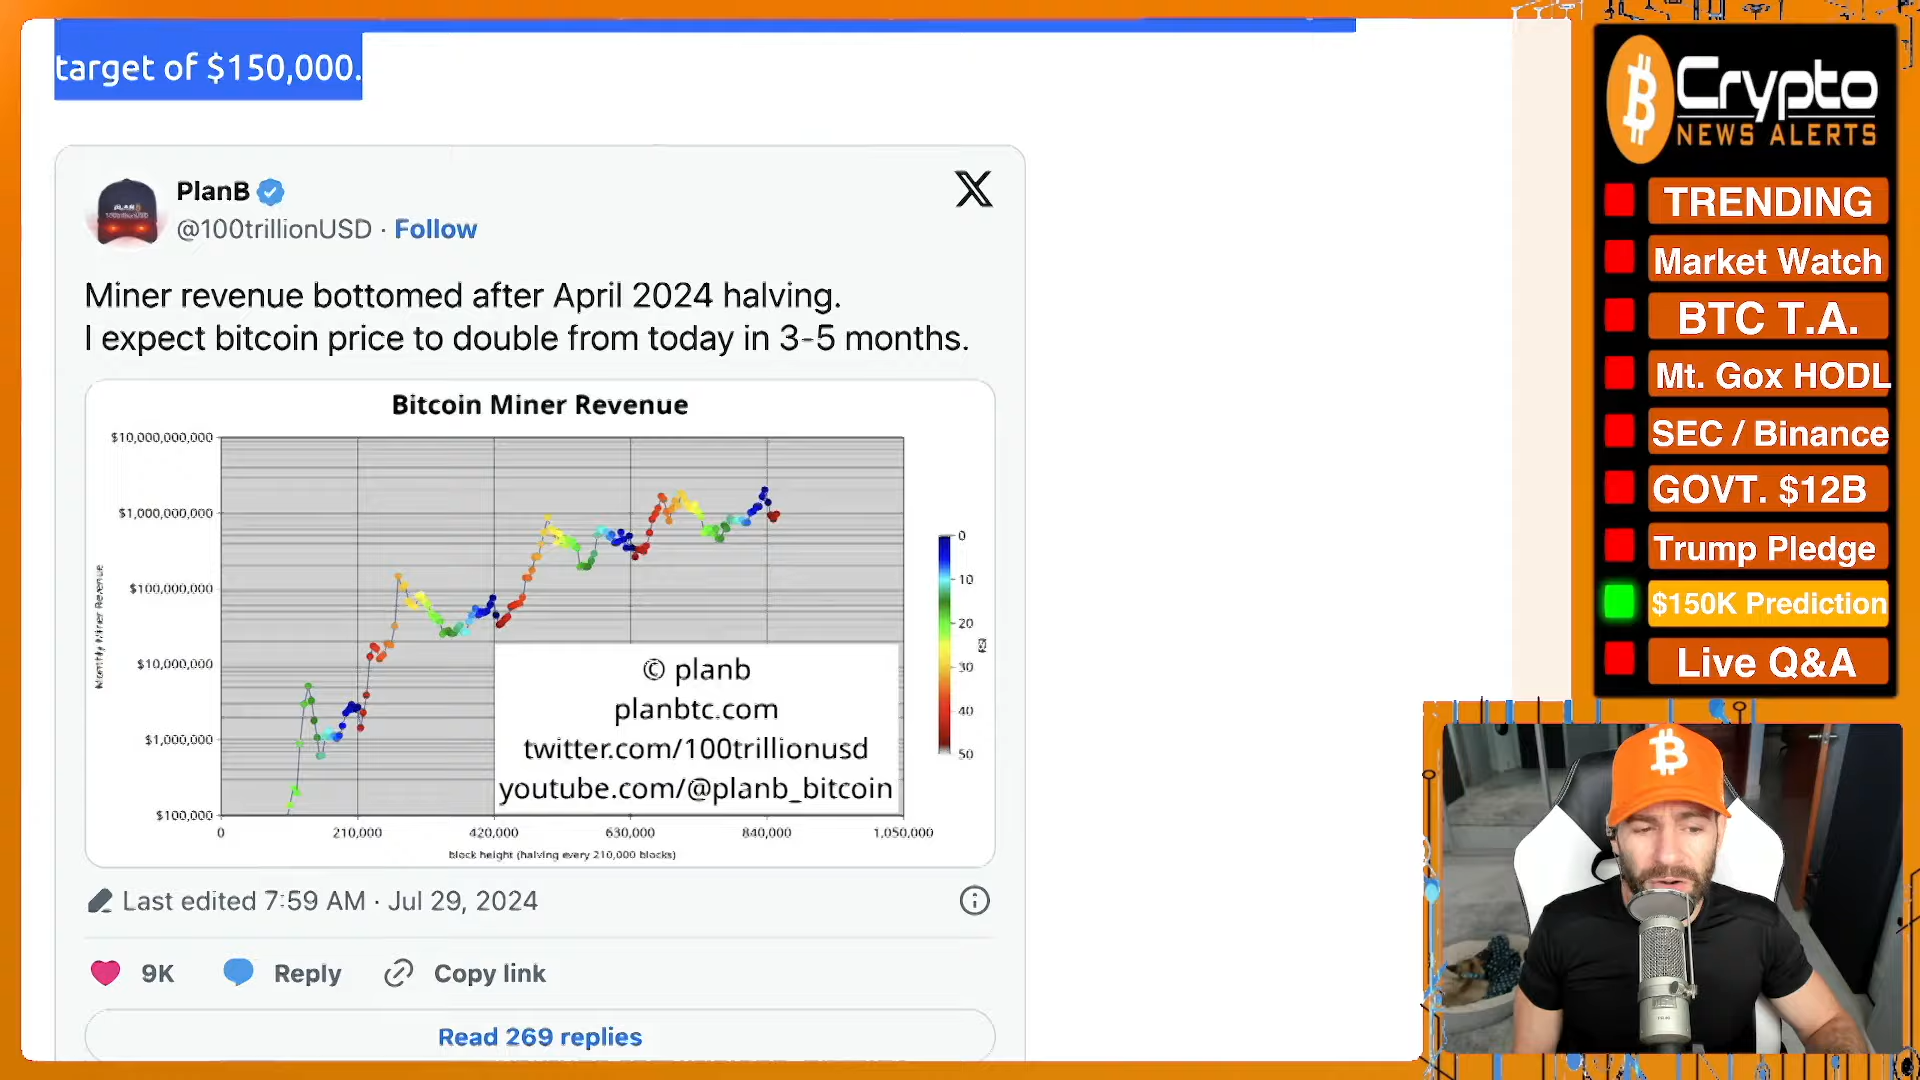 target of $150,000.
PlanB
@100trillionUSD · Follow
Miner revenue bottomed after April 2024 halving.
I expect bitcoin price to double from today in 3-5 months.
Bitcoin Miner Revenue
$10,000,000,000
$1,000,000,000
$100,000,000
$10,000,000
$1,000,000
$100,000
Monthly Miner Revenue
0
210,000
420,000
630,000
840,000
1,050,000
block height (halving every 210,000 blocks)
0
10
20
30
40
50
© planb
planbtc.com
twitter.com/100trillionusd
youtube.com/@planb_bitcoin
Last edited 7:59 AM · Jul 29, 2024
9K
Reply
Copy link
Read 269 replies
Crypto
NEWS ALERTS
TRENDING
Market Watch
BTC T.A.
Mt. Gox HODL
SEC / Binance
GOVT. $12B
Trump Pledge
$150K Prediction
Live Q&A